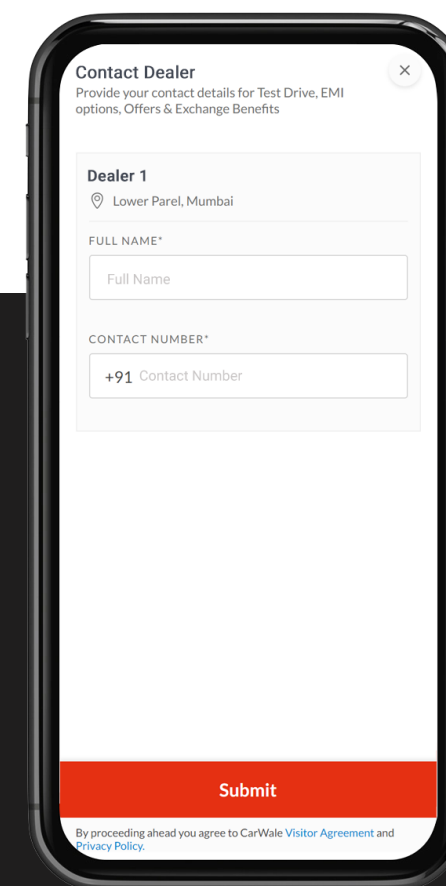 Contact Dealer
Provide your contact details for Test Drive, EMI
options, Offers & Exchange Benefits
Dealer 1
Lower Parel, Mumbai
FULL NAME*
Full Name
CONTACT NUMBER*
+91 Contact Number
Submit
By proceeding ahead you agree to CarWale Visitor Agreement and
Privacy Policy.